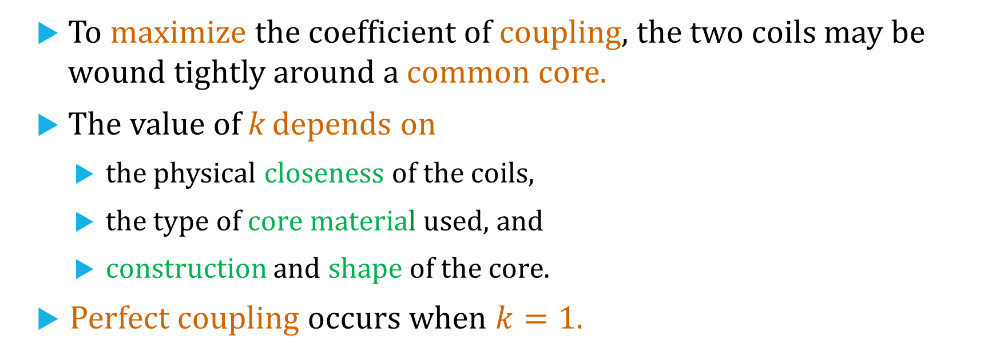 To maximize the coefficient of coupling, the two coils may be
wound tightly around a common core.
The value of k depends on
the physical closeness of the coils,
the type of core material used, and
construction and shape of the core.
Perfect coupling occurs when k = 1.